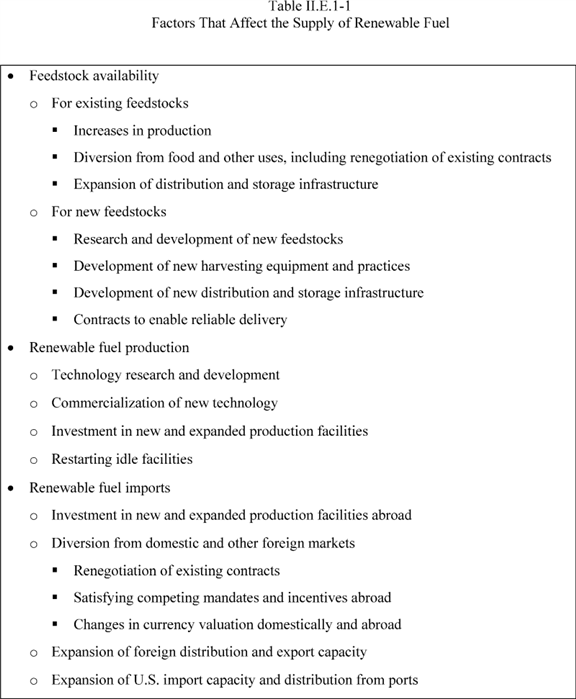 Table II.E.1-1
Factors That Affect the Supply of Renewable Fuel
• Feedstock availability
o For existing feedstocks
▪ Increases in production
▪ Diversion from food and other uses, including renegotiation of existing contracts
▪ Expansion of distribution and storage infrastructure
o For new feedstocks
▪ Research and development of new feedstocks
▪ Development of new harvesting equipment and practices
▪ Development of new distribution and storage infrastructure
▪ Contracts to enable reliable delivery
• Renewable fuel production
o Technology research and development
o Commercialization of new technology
o Investment in new and expanded production facilities
o Restarting idle facilities
• Renewable fuel imports
o Investment in new and expanded production facilities abroad
o Diversion from domestic and other foreign markets
▪ Renegotiation of existing contracts
▪ Satisfying competing mandates and incentives abroad
▪ Changes in currency valuation domestically and abroad
o Expansion of foreign distribution and export capacity
o Expansion of U.S. import capacity and distribution from ports